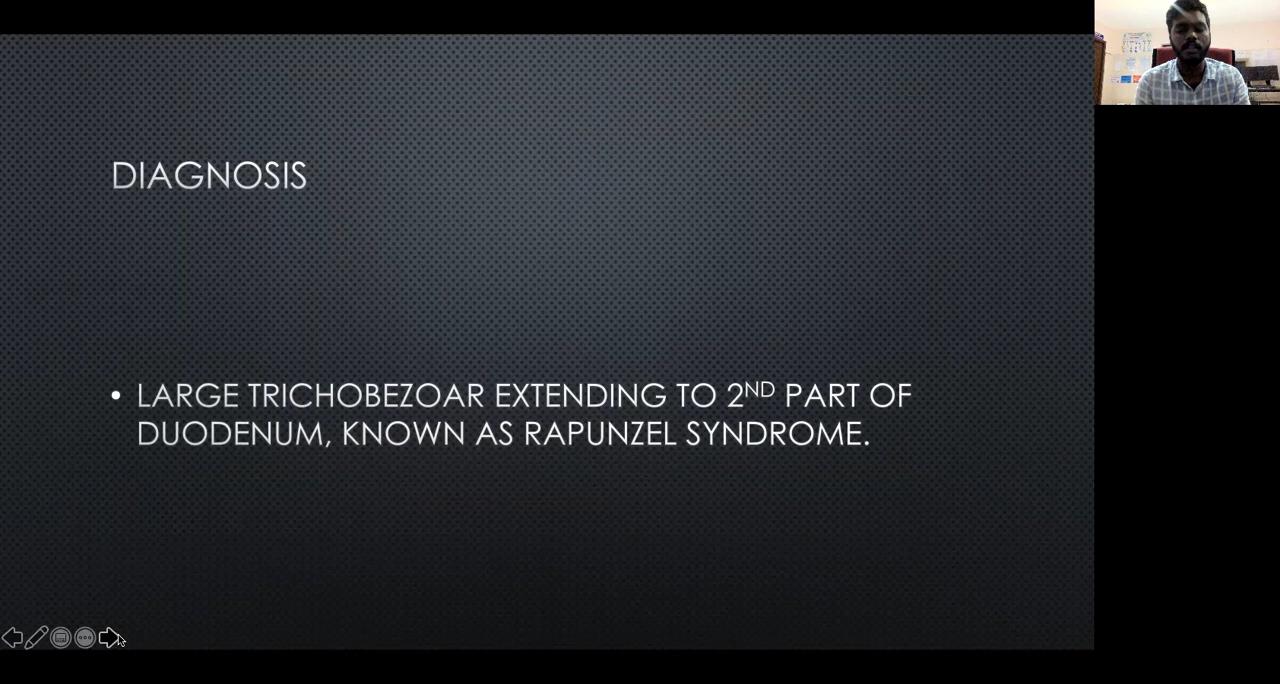 DIAGNOSIS
• LARGE TRICHOBEZOAR EXTENDING TO 2ND PART OF
DUODENUM, KNOWN AS RAPUNZEL SYNDROME.